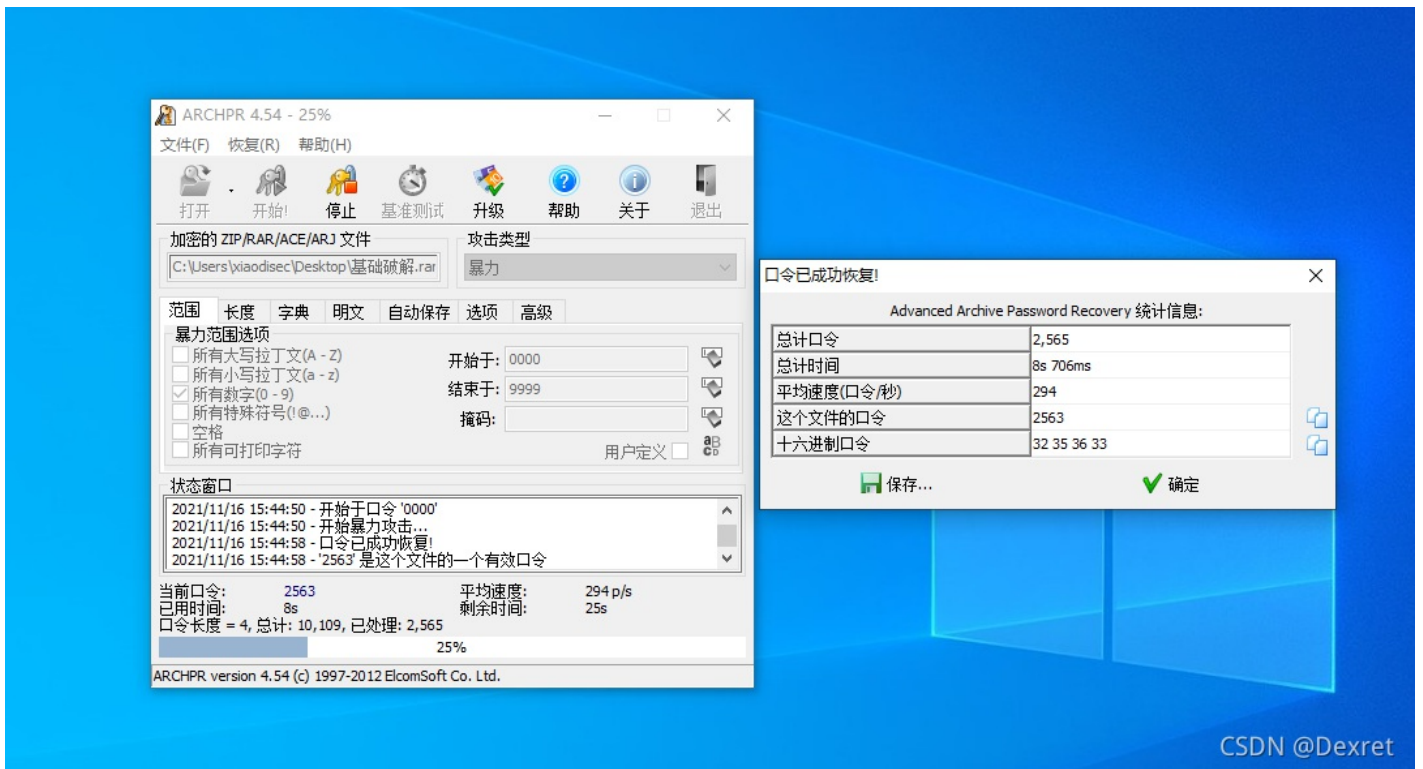 ARCHPR 4.54 - 25%
文件(F) 恢复(R) 帮助(H)
打开 开始! 停止 基准测试 升级 帮助 关于 退出
加密的 ZIP/RAR/ACE/ARJ 文件
攻击类型
C:\Users\xiaodisec\Desktop\基础破解.rar
暴力
范围 长度 字典 明文 自动保存 选项 高级
暴力范围选项
所有大写拉丁文(A - Z)
所有小写拉丁文(a - z)
所有数字(0 - 9)
所有特殊符号(!@...)
空格
所有可打印字符
开始于: 0000
结束于: 9999
掩码:
用户定义
状态窗口
2021/11/16 15:44:50 - 开始于口令 '0000'
2021/11/16 15:44:50 - 开始暴力攻击...
2021/11/16 15:44:58 - 口令已成功恢复!
2021/11/16 15:44:58 - '2563' 是这个文件的一个有效口令
当前口令: 2563 平均速度: 294 p/s
已用时间: 8s 剩余时间: 25s
口令长度 = 4, 总计: 10,109, 已处理: 2,565
25%
ARCHPR version 4.54 (c) 1997-2012 ElcomSoft Co. Ltd.
口令已成功恢复!
Advanced Archive Password Recovery 统计信息:
总计口令 2,565
总计时间 8s 706ms
平均速度(口令/秒) 294
这个文件的口令 2563
十六进制口令 32 35 36 33
保存... 确定
CSDN @Dexret